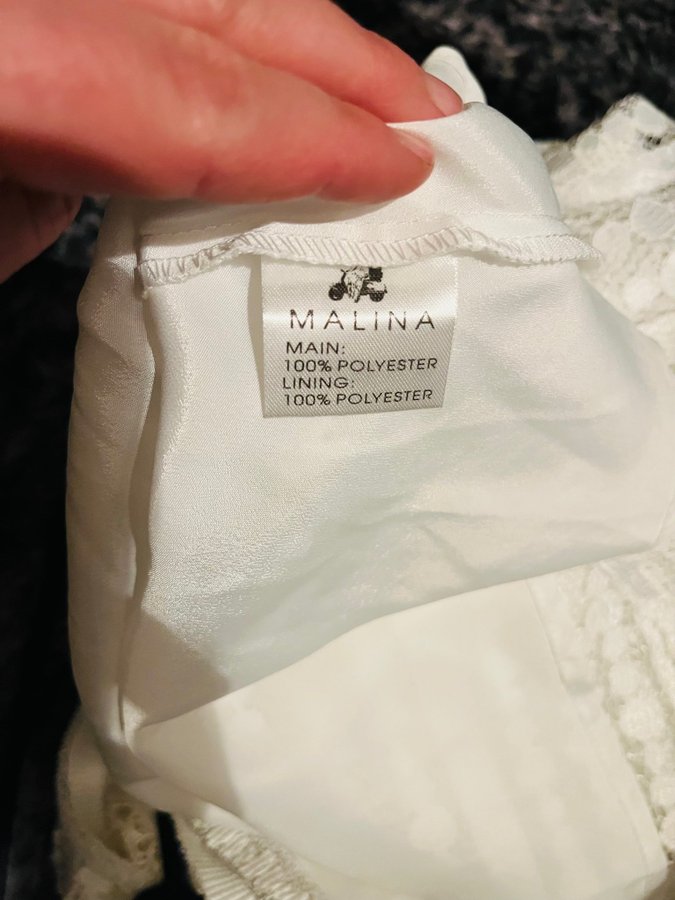 MALINA
MAIN:
100% POLYESTER
LINING:
100% POLYESTER